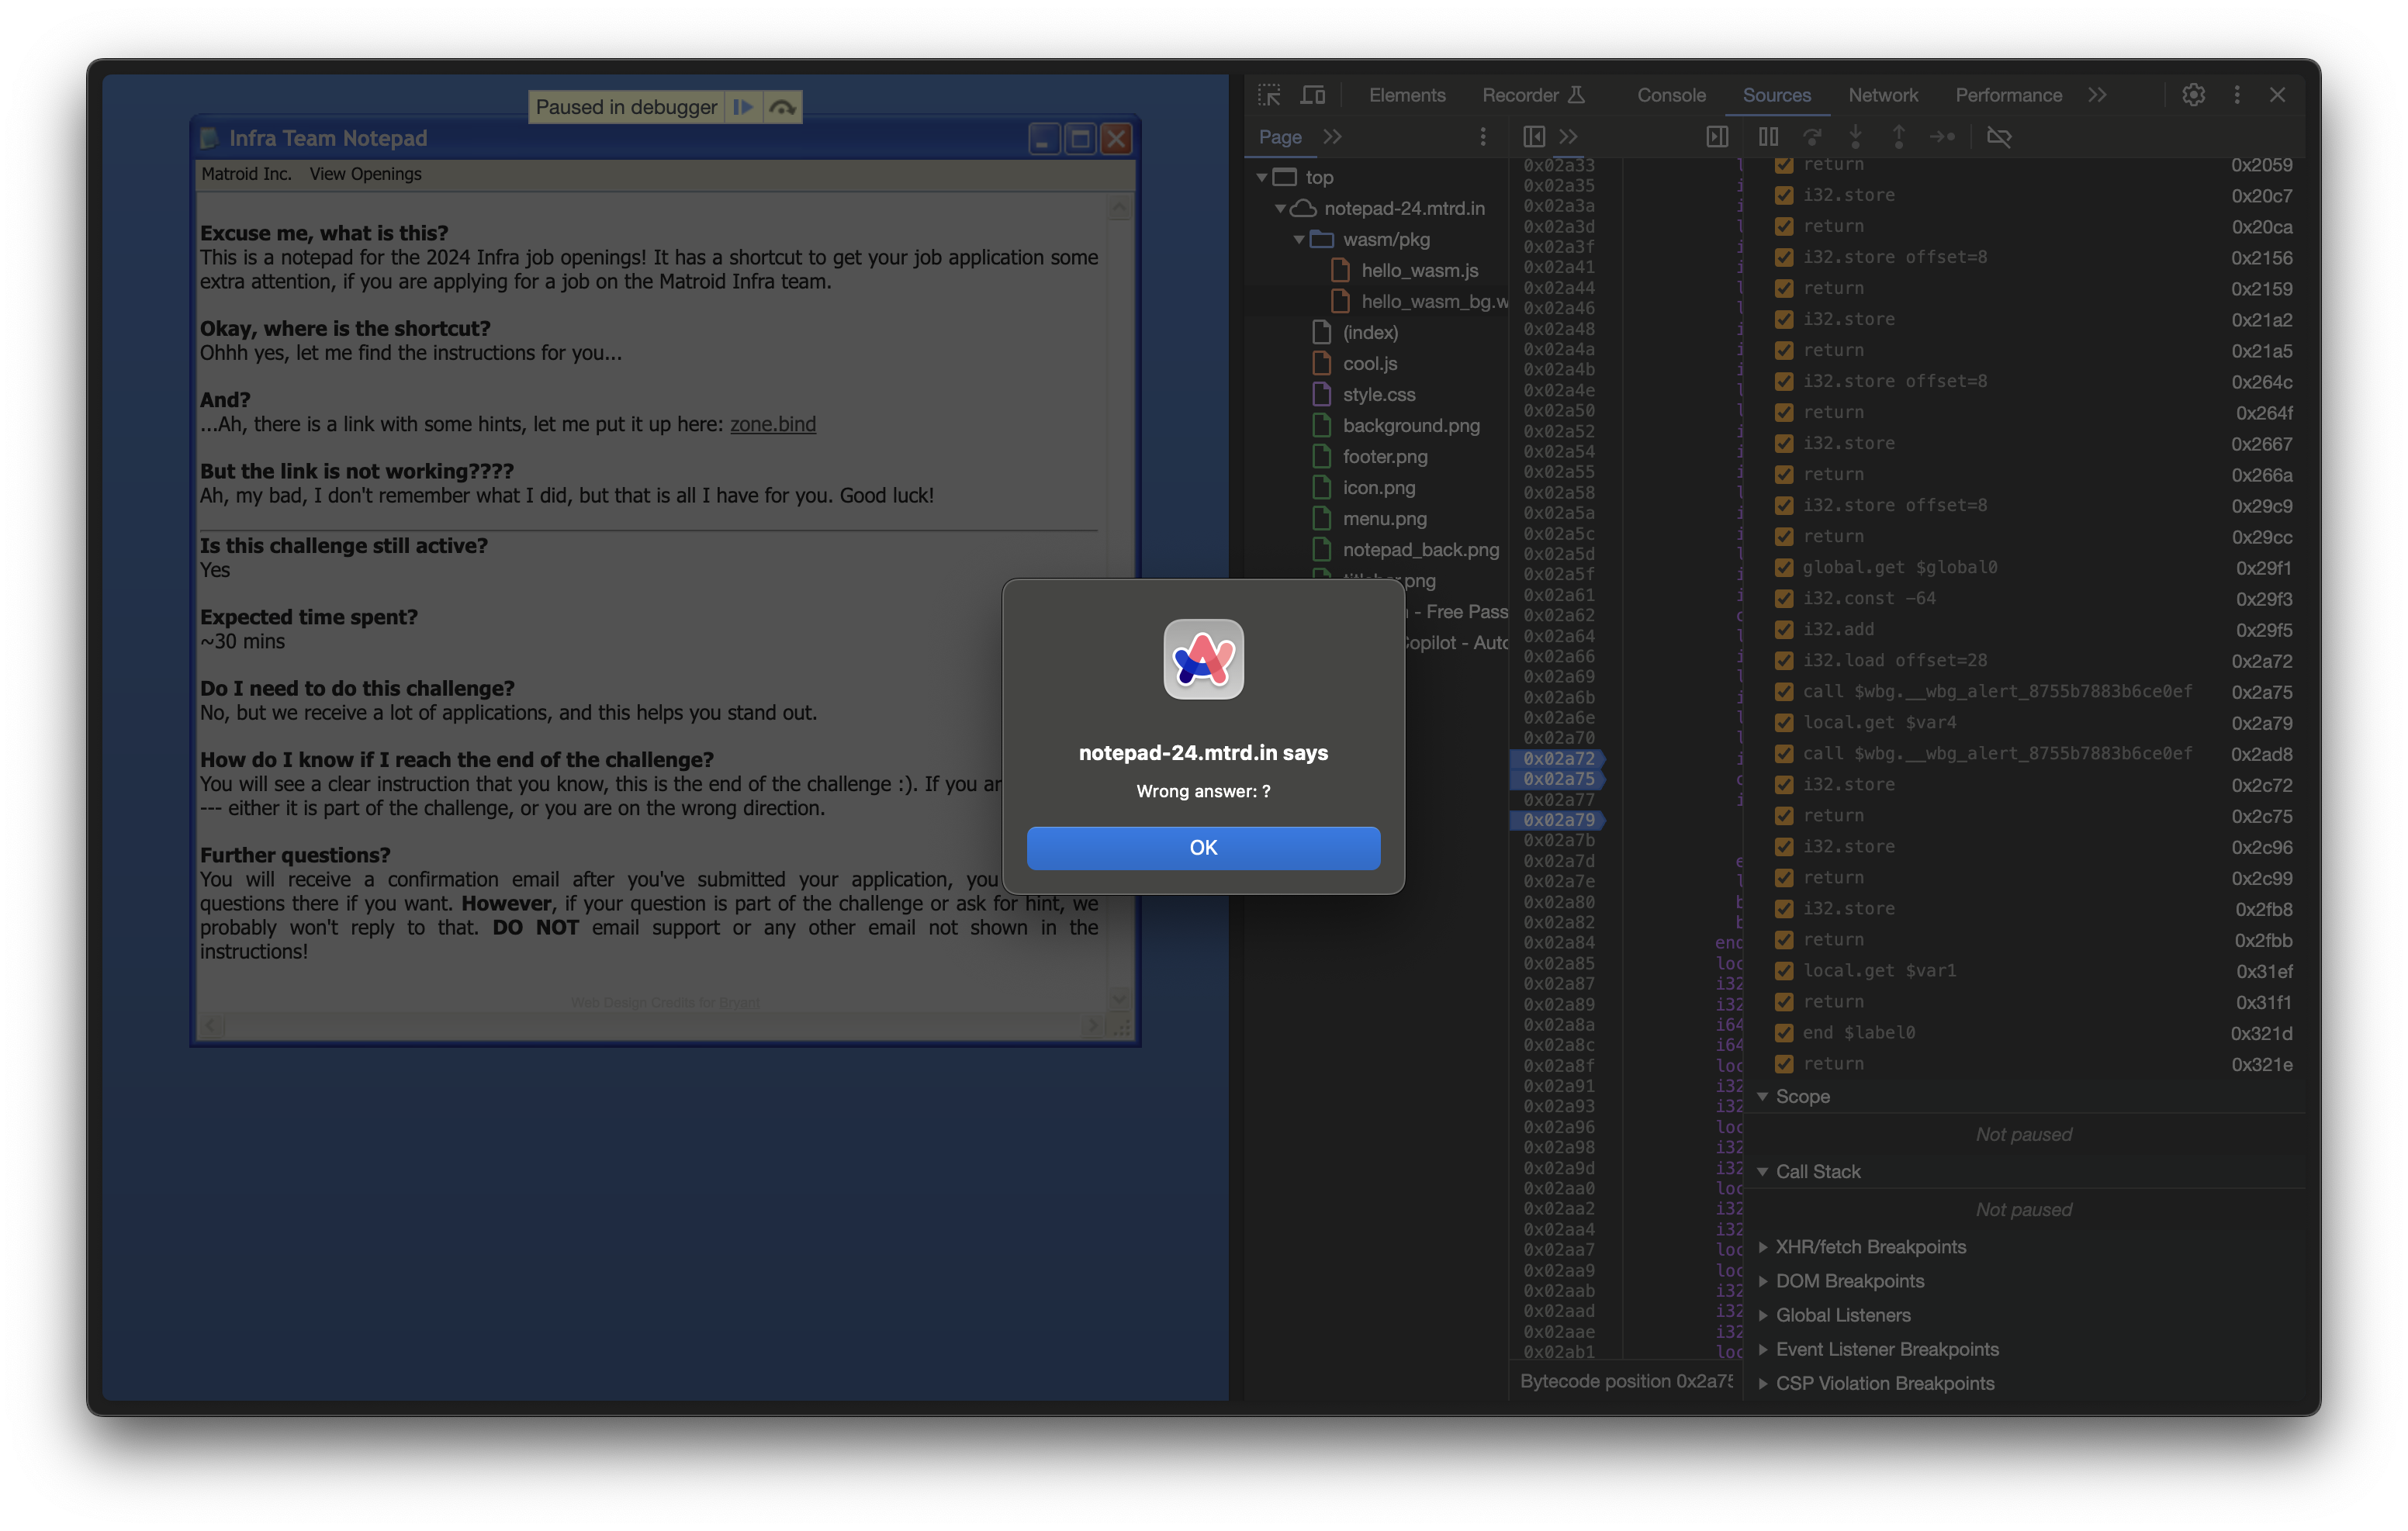 Paused in debugger
Infra Team Notepad
Matroid Inc. View Openings
Excuse me, what is this?
This is a notepad for the 2024 Infra job openings! It has a shortcut to get your job application some
extra attention, if you are applying for a job on the Matroid Infra team.
Okay, where is the shortcut?
Ohhh yes, let me find the instructions for you...
And?
...Ah, there is a link with some hints, let me put it up here: zone.bind
But the link is not working????
Ah, my bad, I don't remember what I did, but that is all I have for you. Good luck!
Is this challenge still active?
Yes
Expected time spent?
~30 mins
Do I need to do this challenge?
No, but we receive a lot of applications, and this helps you stand out.
How do I know if I reach the end of the challenge?
You will see a clear instruction that you know, this is the end of the challenge :). If you ar
--- either it is part of the challenge, or you are on the wrong direction.
Further questions?
You will receive a confirmation email after you've submitted your application, you
questions there if you want. However, if your question is part of the challenge or ask for hint, we
probably won't reply to that. DO NOT email support or any other email not shown in the
instructions!
Web Design Credits for Bryant
notepad-24.mtrd.in says
Wrong answer: ?
OK
Elements Recorder Console Sources Network Performance
Page
top
notepad-24.mtrd.in
wasm/pkg
hello_wasm.js
hello_wasm_bg.w
(index)
cool.js
style.css
background.png
footer.png
icon.png
menu.png
notepad_back.png
.png
- Free Pass
Copilot - Auto
0x02a33
0x02a35
0x02a3a
0x02a3d
0x02a3f
0x02a41
0x02a44
0x02a46
0x02a48
0x02a4a
0x02a4b
0x02a4e
0x02a50
0x02a52
0x02a54
0x02a55
0x02a58
0x02a5a
0x02a5c
0x02a5d
0x02a5f
0x02a61
0x02a62
0x02a64
0x02a66
0x02a69
0x02a6b
0x02a6e
0x02a70
0x02a72
0x02a75
0x02a77
0x02a79
0x02a7b
0x02a7d
0x02a7e
0x02a80
0x02a82
0x02a84 end
0x02a85 loc
0x02a87 i32
0x02a89 i32
0x02a8a i64
0x02a8c i64
0x02a8f loc
0x02a91 i32
0x02a93 i32
0x02a96 loc
0x02a98 i32
0x02a9d i32
0x02aa0 loc
0x02aa2 i32
0x02aa4 i32
0x02aa7 loc
0x02aa9 loc
0x02aab i32
0x02aad i32
0x02aae i32
0x02ab1 loc
Bytecode position 0x2a75
return 0x2059
i32.store 0x20c7
return 0x20ca
i32.store offset=8 0x2156
return 0x2159
i32.store 0x21a2
return 0x21a5
i32.store offset=8 0x264c
return 0x264f
i32.store 0x2667
return 0x266a
i32.store offset=8 0x29c9
return 0x29cc
global.get $global0 0x29f1
i32.const -64 0x29f3
i32.add 0x29f5
i32.load offset=28 0x2a72
call $wbg.__wbg_alert_8755b7883b6ce0ef 0x2a75
local.get $var4 0x2a79
call $wbg.__wbg_alert_8755b7883b6ce0ef 0x2ad8
i32.store 0x2c72
return 0x2c75
i32.store 0x2c96
return 0x2c99
i32.store 0x2fb8
return 0x2fbb
local.get $var1 0x31ef
return 0x31f1
end $label0 0x321d
return 0x321e
Scope
Not paused
Call Stack
Not paused
XHR/fetch Breakpoints
DOM Breakpoints
Global Listeners
Event Listener Breakpoints
CSP Violation Breakpoints